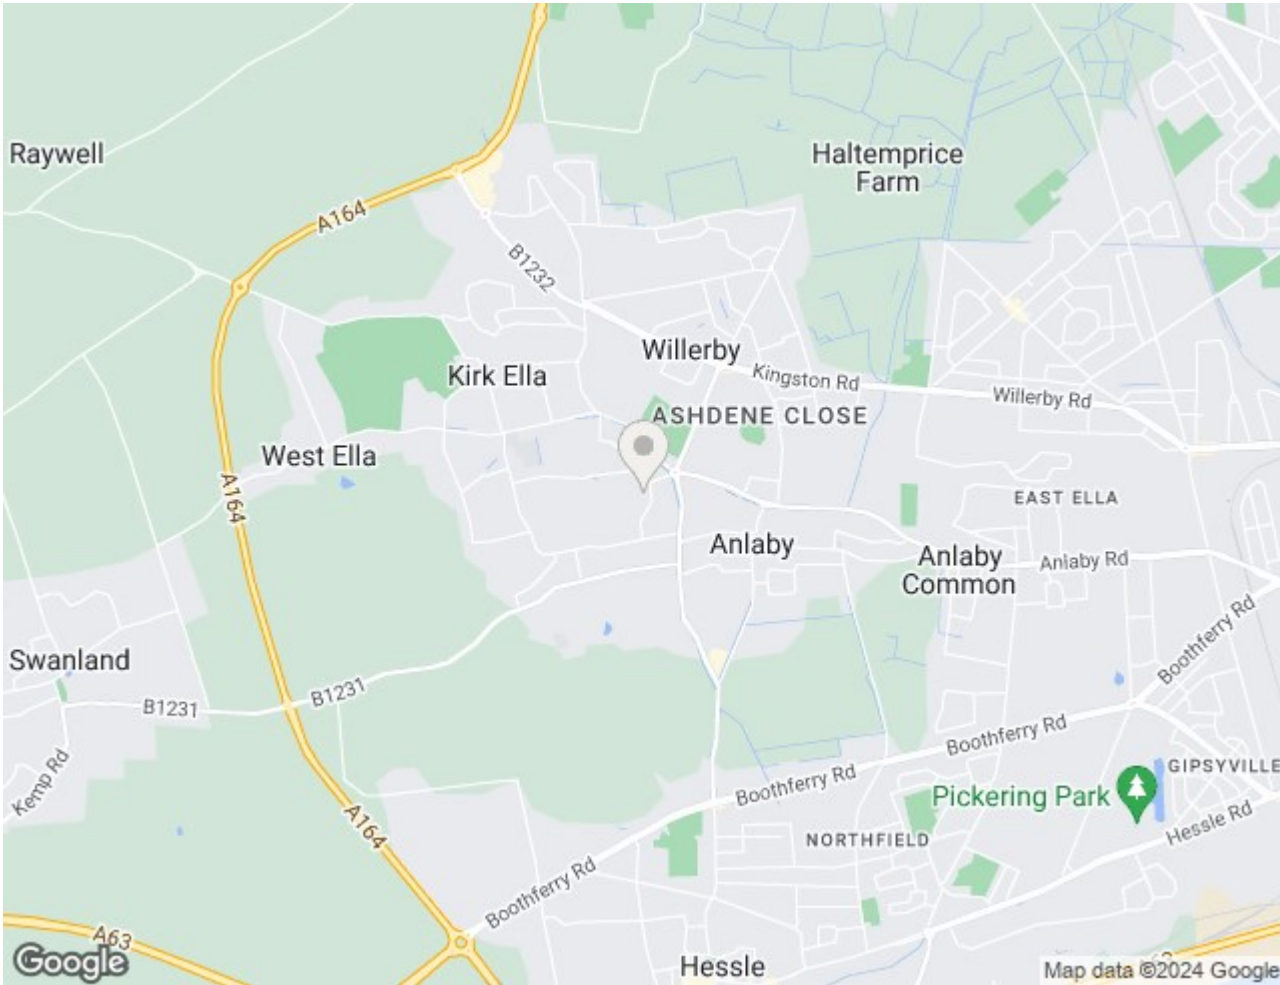 Raywell
Haltemprice
Farm
A164
B1232
Willerby
Kingston Rd
Willerby Rd
Kirk Ella
ASHDENE CLOSE
West Ella
A164
EAST ELLA
Anlaby
Anlaby
Common
Anlaby Rd
Boothferry Rd
Swanland
B1231
B1231
Boothferry Rd
Kemp Rd
GIPSYVILLE
Boothferry Rd
Pickering Park
A164
Hessle Rd
NORTHFIELD
Boothferry Rd
A63
Google
Hessle
Map data ©2024 Google